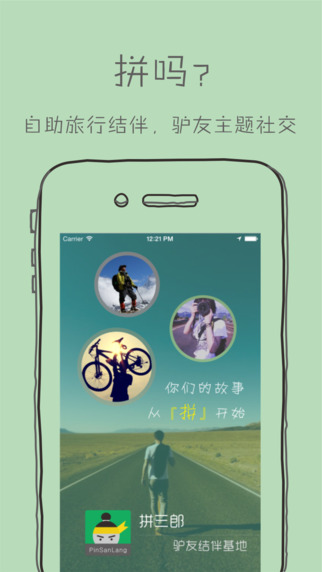 拼吗?
自助旅行结伴，驴友主题社交
Carrier 12:21 PM
你们的故事
从『拼』开始
拼三郎
PinSanLang
驴友结伴基地